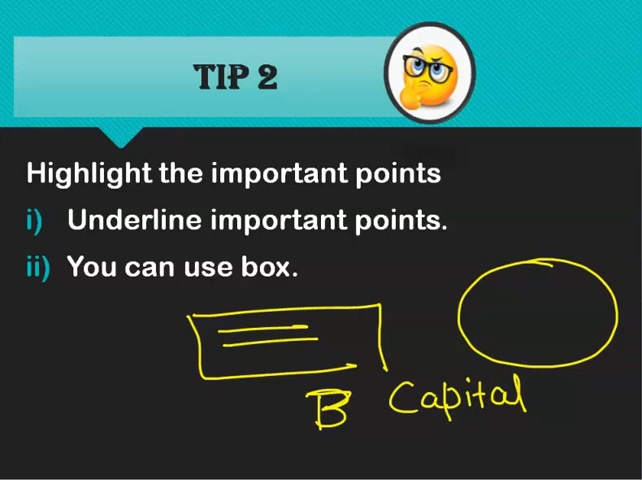 TIP 2
Highlight the important points
i) Underline important points.
ii) You can use box.
B Capital